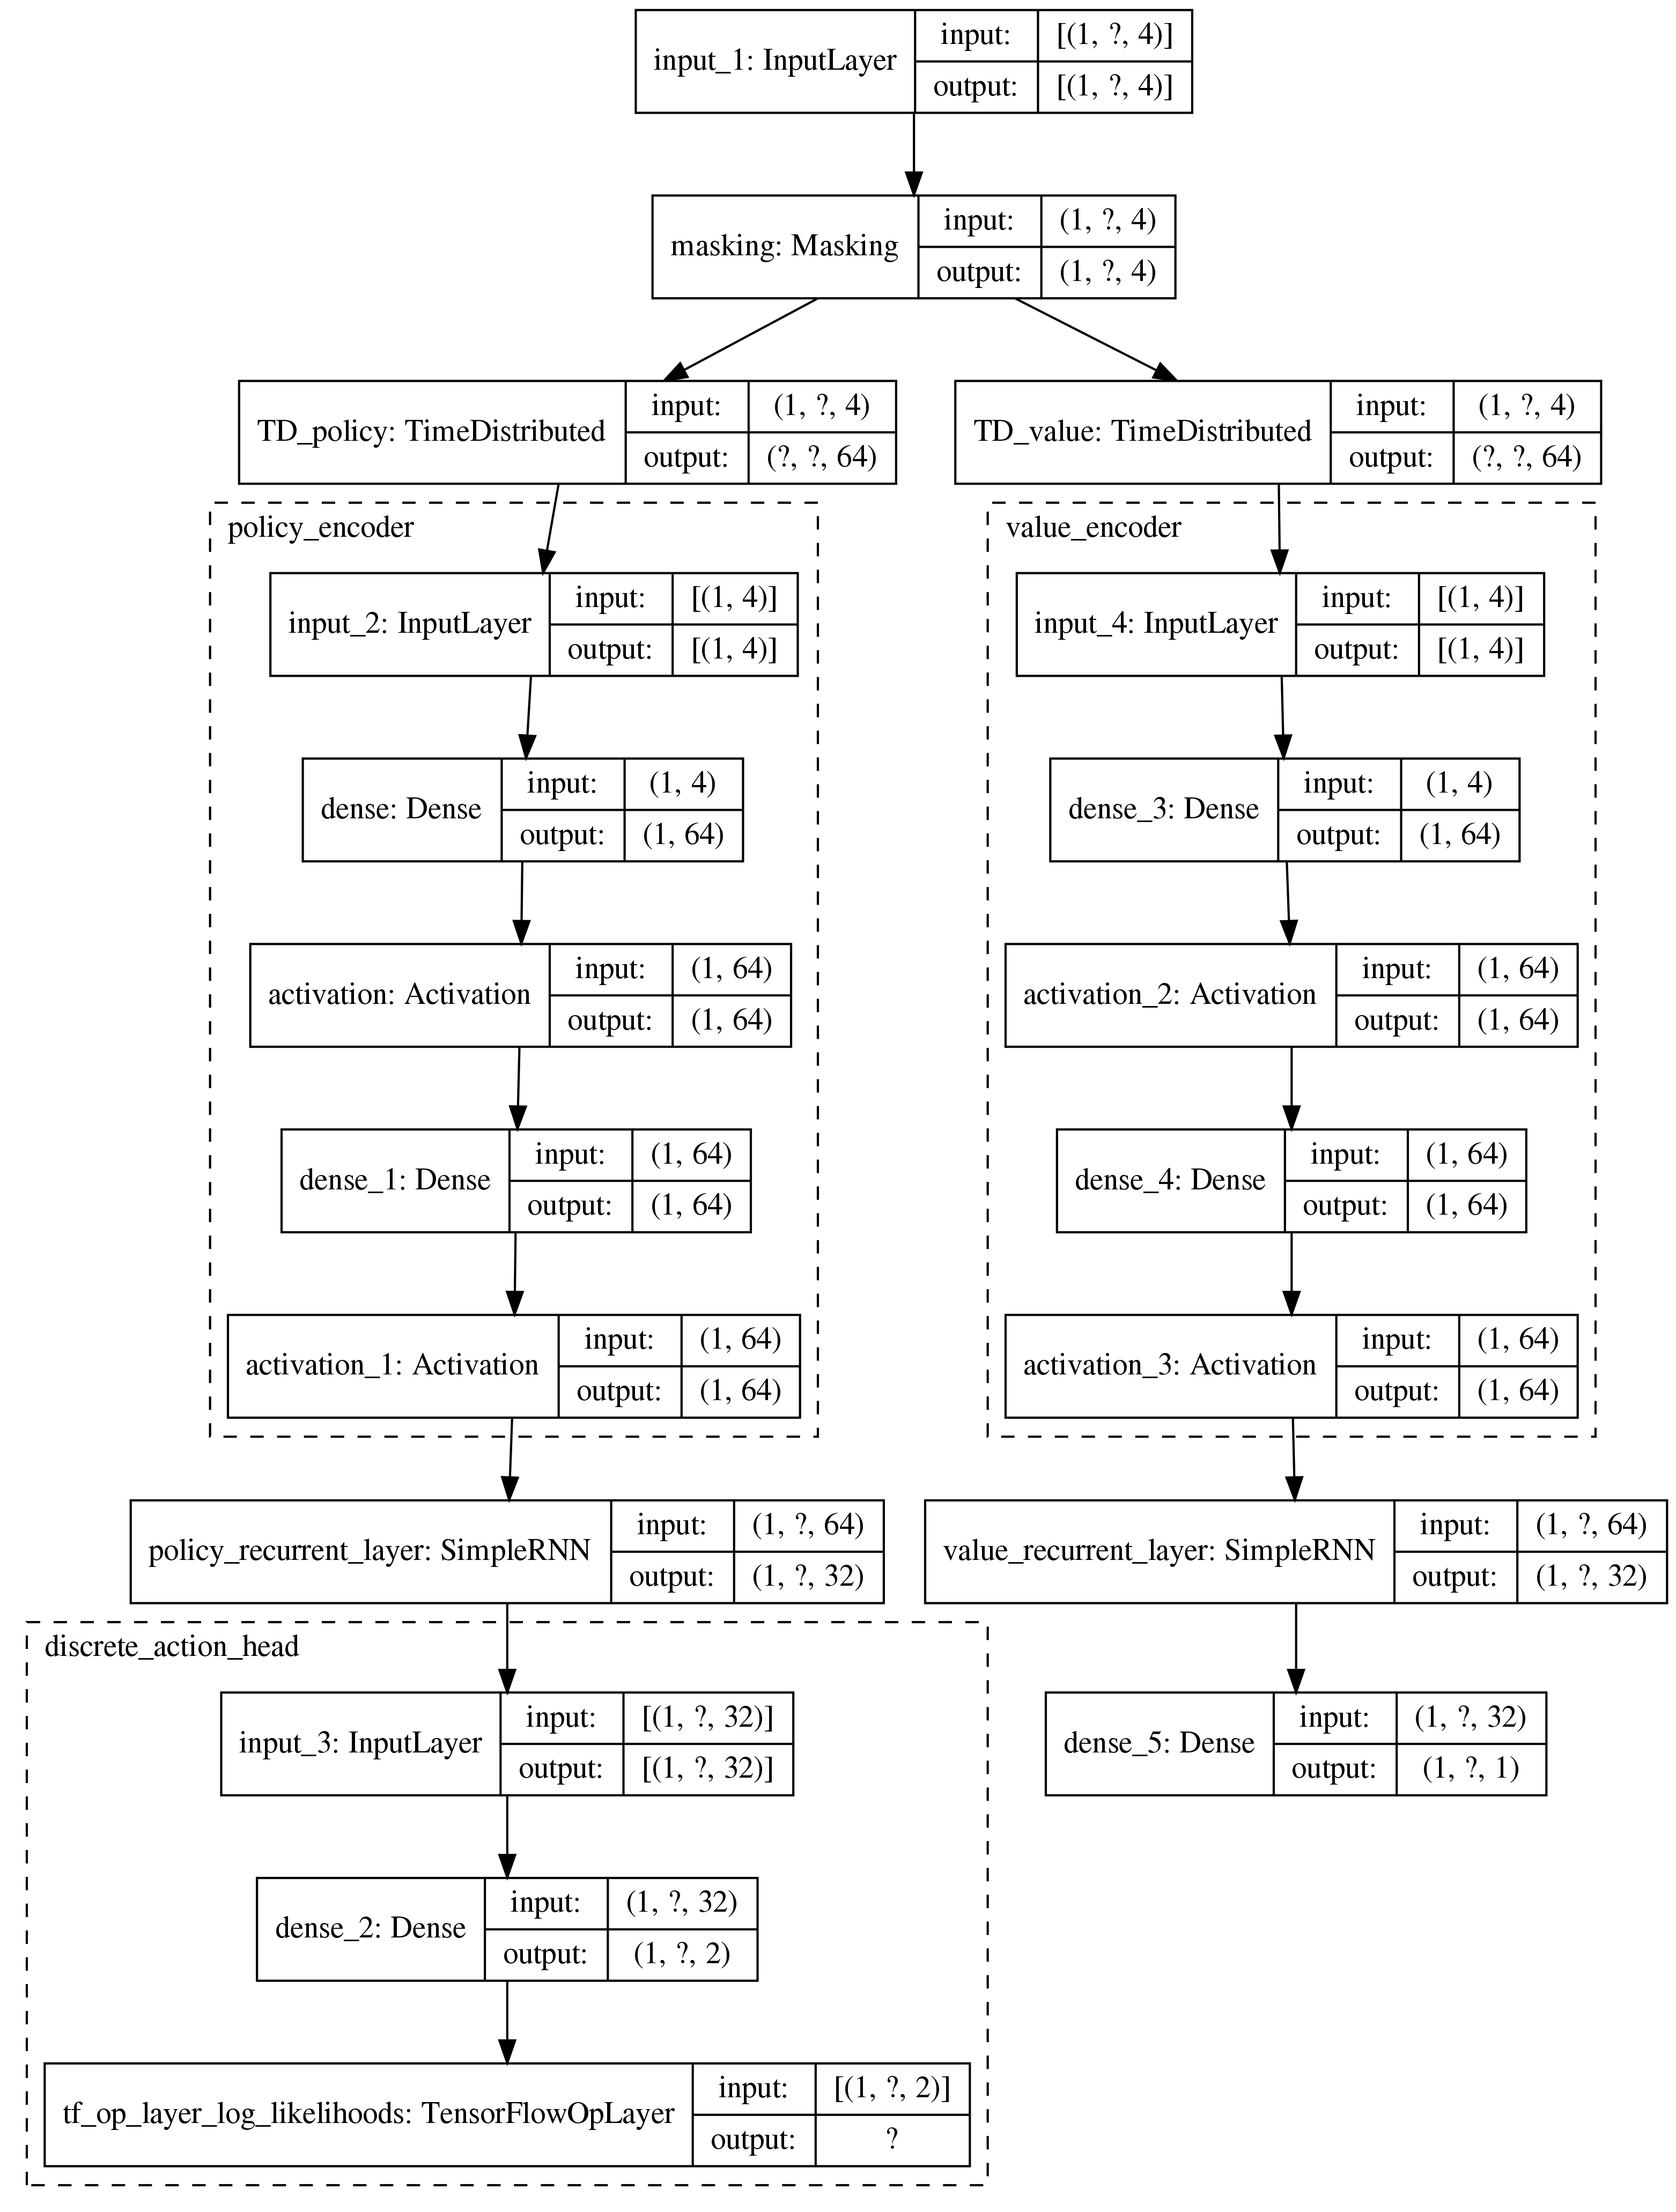 input_1: InputLayer
input: [(1, ?, 4)]
output: [(1, ?, 4)]
masking: Masking
input: (1, ?, 4)
output: (1, ?, 4)
TD_policy: TimeDistributed
input: (1, ?, 4)
output: (?, ?, 64)
TD_value: TimeDistributed
input: (1, ?, 4)
output: (?, ?, 64)
policy_encoder
input_2: InputLayer
input: [(1, 4)]
output: [(1, 4)]
dense: Dense
input: (1, 4)
output: (1, 64)
activation: Activation
input: (1, 64)
output: (1, 64)
dense_1: Dense
input: (1, 64)
output: (1, 64)
activation_1: Activation
input: (1, 64)
output: (1, 64)
value_encoder
input_4: InputLayer
input: [(1, 4)]
output: [(1, 4)]
dense_3: Dense
input: (1, 4)
output: (1, 64)
activation_2: Activation
input: (1, 64)
output: (1, 64)
dense_4: Dense
input: (1, 64)
output: (1, 64)
activation_3: Activation
input: (1, 64)
output: (1, 64)
policy_recurrent_layer: SimpleRNN
input: (1, ?, 64)
output: (1, ?, 32)
value_recurrent_layer: SimpleRNN
input: (1, ?, 64)
output: (1, ?, 32)
discrete_action_head
input_3: InputLayer
input: [(1, ?, 32)]
output: [(1, ?, 32)]
dense_2: Dense
input: (1, ?, 32)
output: (1, ?, 2)
tf_op_layer_log_likelihoods: TensorFlowOpLayer
input: [(1, ?, 2)]
output: ?
dense_5: Dense
input: (1, ?, 32)
output: (1, ?, 1)